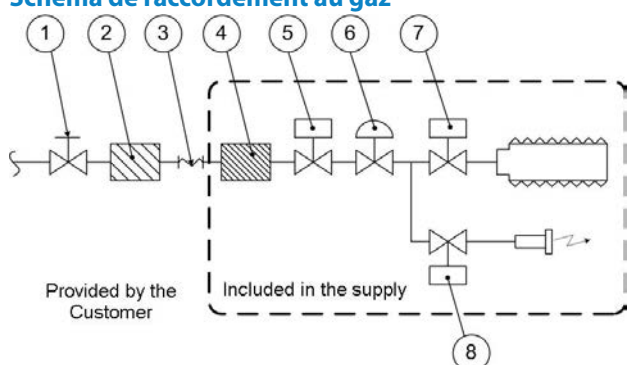 Schéma de raccordement au gaz
1 2 3 4 5 6 7
Provided by the
Customer
Included in the supply
8